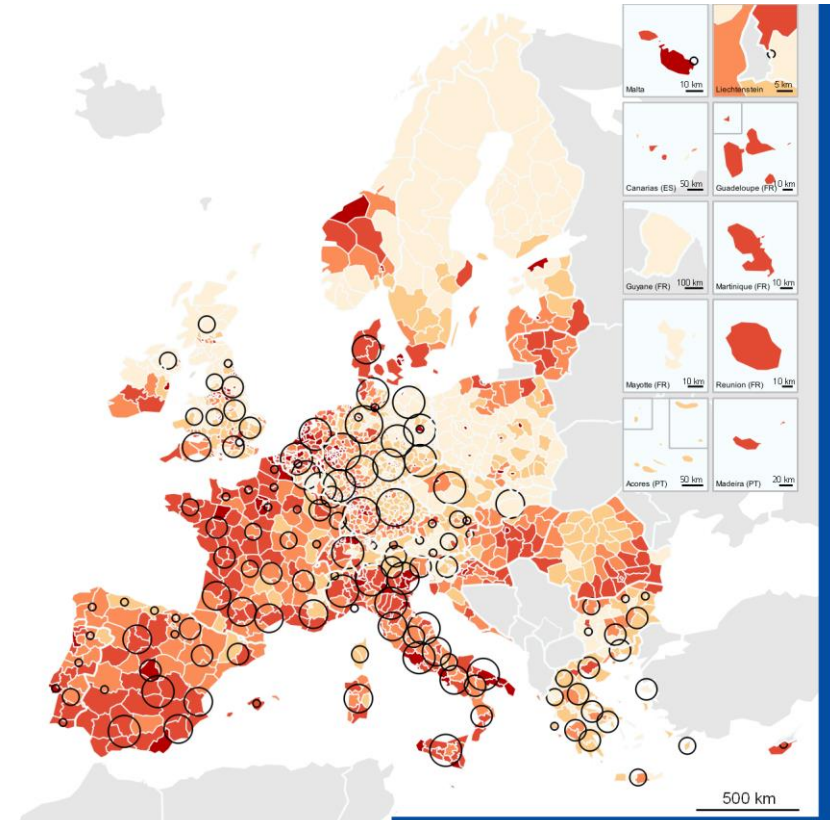 10 km
Malta
5 km
Liechtenstein
50 km
Canarias (ES)
10 km
Guadeloupe (FR)
100 km
Guyane (FR)
10 km
Martinique (FR)
10 km
Mayotte (FR)
10 km
Reunion (FR)
50 km
Acores (PT)
20 km
Madeira (PT)
500 km